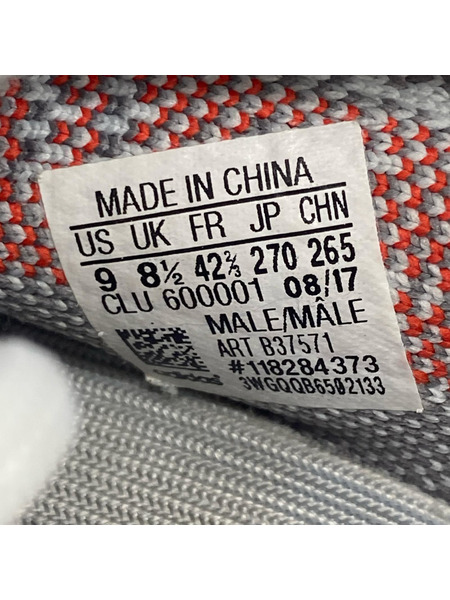 MADE IN CHINA
US UK FR JP CHN
9 8½ 42⅔ 270 265
CLU 600001 08/17
MALE/MÂLE
ART B37571
#118284373
3WGQQB6502133
adidas